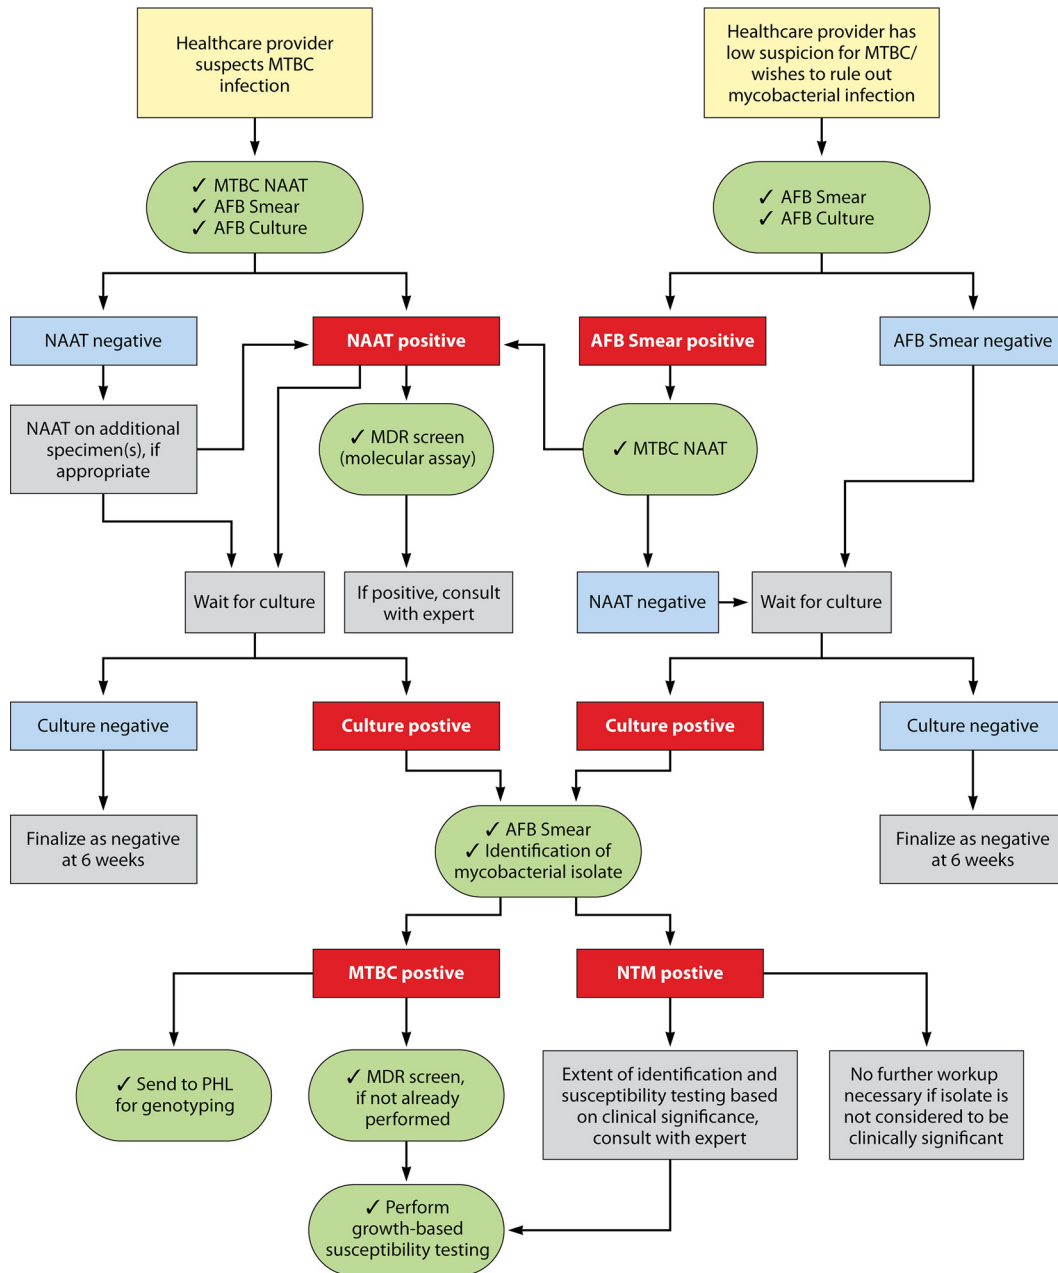 Healthcare provider
suspects MTBC
infection
Healthcare provider has
low suspicion for MTBC/
wishes to rule out
mycobacterial infection
✓ MTBC NAAT
✓ AFB Smear
✓ AFB Culture
✓ AFB Smear
✓ AFB Culture
NAAT negative
NAAT positive
AFB Smear positive
AFB Smear negative
NAAT on additional
specimen(s), if
appropriate
✓ MDR screen
(molecular assay)
✓ MTBC NAAT
Wait for culture
If positive, consult
with expert
NAAT negative
Wait for culture
Culture negative
Culture postive
Culture postive
Culture negative
Finalize as negative
at 6 weeks
✓ AFB Smear
✓ Identification of
mycobacterial isolate
Finalize as negative
at 6 weeks
MTBC postive
NTM postive
✓ Send to PHL
for genotyping
✓ MDR screen,
if not already
performed
Extent of identification and
susceptibility testing based
on clinical significance,
consult with expert
No further workup
necessary if isolate is
not considered to be
clinically significant
✓ Perform
growth-based
susceptibility testing